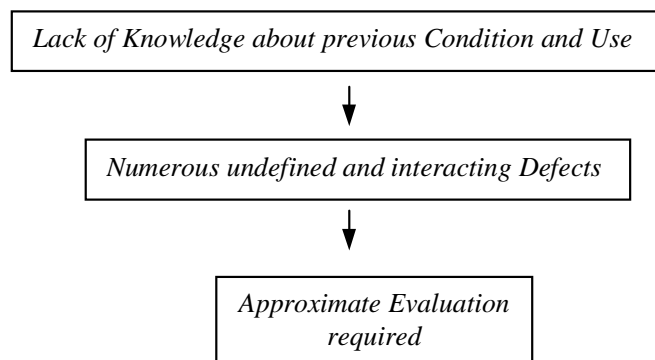 Lack of Knowledge about previous Condition and Use
Numerous undefined and interacting Defects
Approximate Evaluation
required